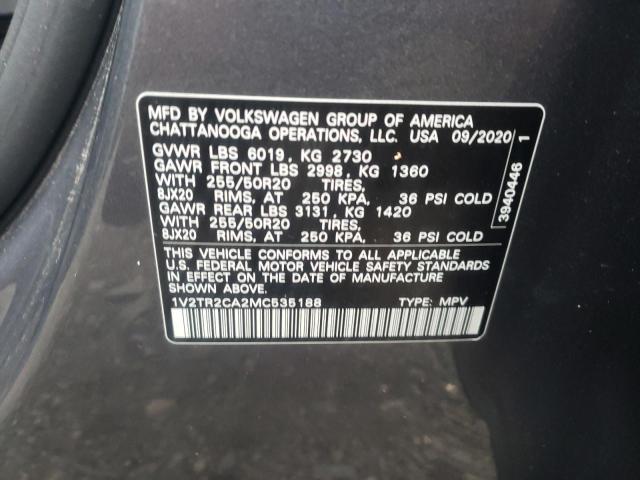 MFD BY VOLKSWAGEN GROUP OF AMERICA
CHATTANOOGA OPERATIONS, LLC. USA 09/2020
GVWR LBS 6019, KG 2730
GAWR FRONT LBS 2998, KG 1360
WITH 255/50R20 TIRES,
8JX20 RIMS, AT 250 KPA, 36 PSI COLD
GAWR REAR LBS 3131, KG 1420
WITH 255/50R20 TIRES,
8JX20 RIMS, AT 250 KPA, 36 PSI COLD
THIS VEHICLE CONFORMS TO ALL APPLICABLE
U.S. FEDERAL MOTOR VEHICLE SAFETY STANDARDS
IN EFFECT ON THE DATE OF MANUFACTURE
SHOWN ABOVE.
1V2TR2CA2MC535188 TYPE: MPV
3940446 1